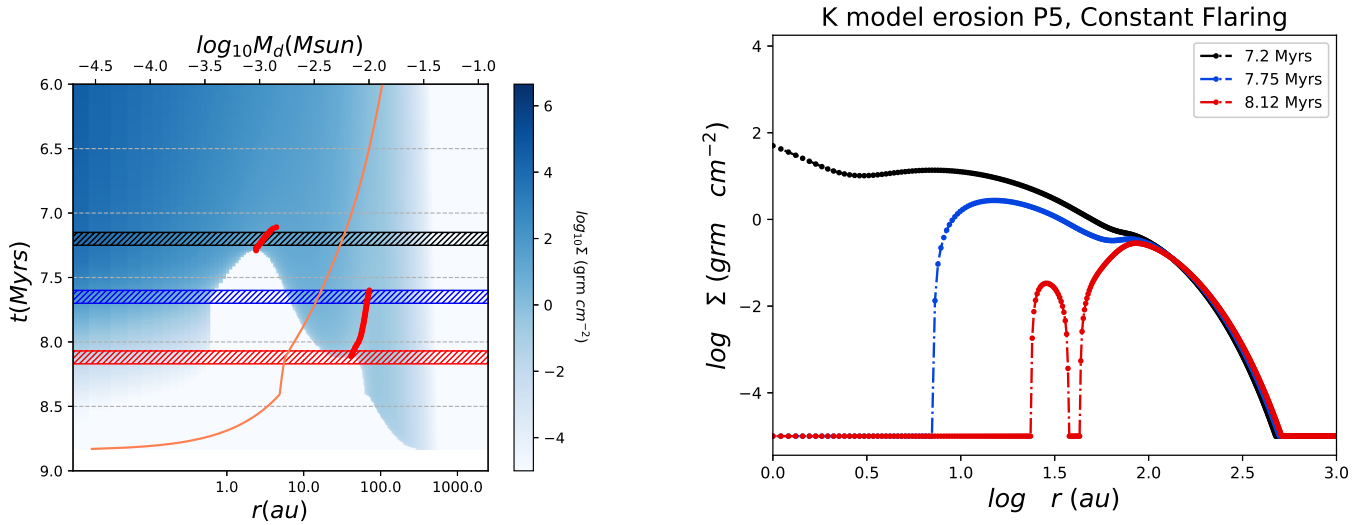 log10Md(Msun)
−4.5 −4.0 −3.5 −3.0 −2.5 −2.0 −1.5 −1.0
6.0
6.5
7.0
7.5
8.0
8.5
9.0
t(Myrs)
1.0 10.0 100.0 1000.0
r(au)
6
4
2
0
−2
−4
log10Σ (grm cm−2)
K model erosion P5, Constant Flaring
7.2 Myrs
7.75 Myrs
8.12 Myrs
4
2
0
−2
−4
log Σ (grm cm−2)
0.0 0.5 1.0 1.5 2.0 2.5 3.0
log r (au)